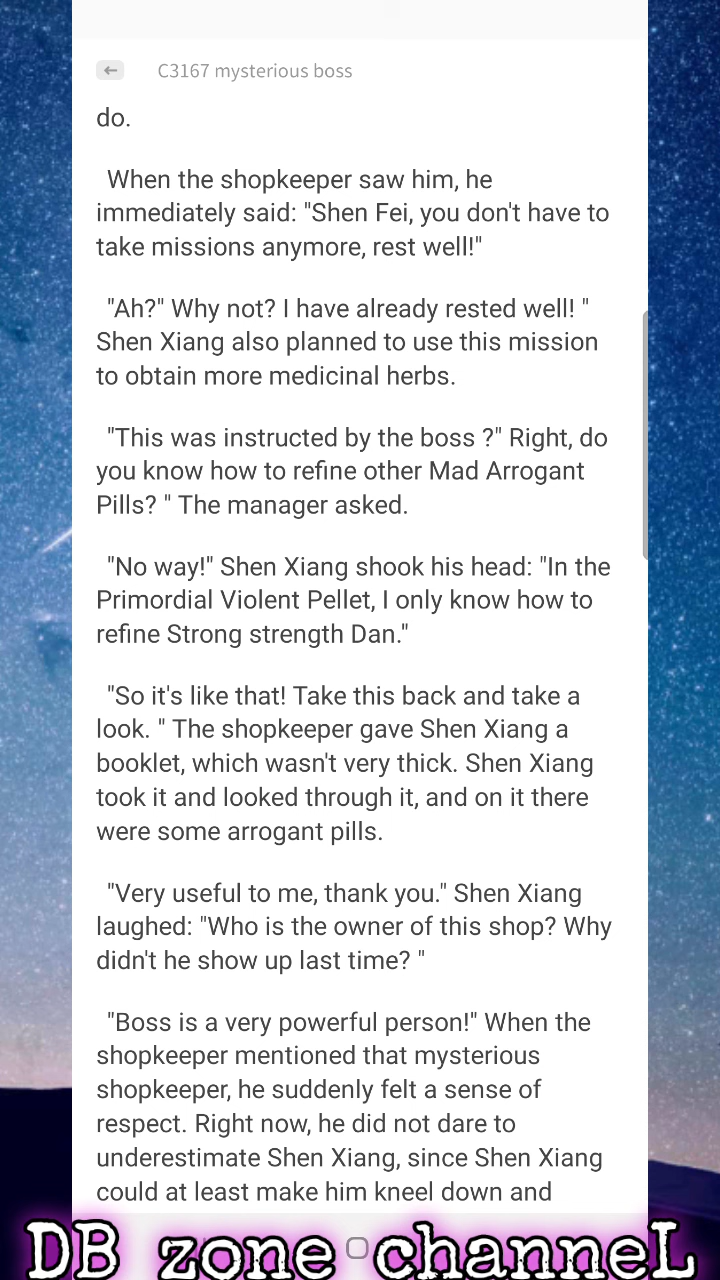 C3167 mysterious boss
do.
When the shopkeeper saw him, he
immediately said: "Shen Fei, you don't have to
take missions anymore, rest well!"
"Ah?" Why not? I have already rested well! "
Shen Xiang also planned to use this mission
to obtain more medicinal herbs.
"This was instructed by the boss ?" Right, do
you know how to refine other Mad Arrogant
Pills? " The manager asked.
"No way!" Shen Xiang shook his head: "In the
Primordial Violent Pellet, I only know how to
refine Strong strength Dan."
"So it's like that! Take this back and take a
look. " The shopkeeper gave Shen Xiang a
booklet, which wasn't very thick. Shen Xiang
took it and looked through it, and on it there
were some arrogant pills.
"Very useful to me, thank you." Shen Xiang
laughed: "Who is the owner of this shop? Why
didn't he show up last time? "
"Boss is a very powerful person!" When the
shopkeeper mentioned that mysterious
shopkeeper, he suddenly felt a sense of
respect. Right now, he did not dare to
underestimate Shen Xiang, since Shen Xiang
could at least make him kneel down and
DB zone channeL